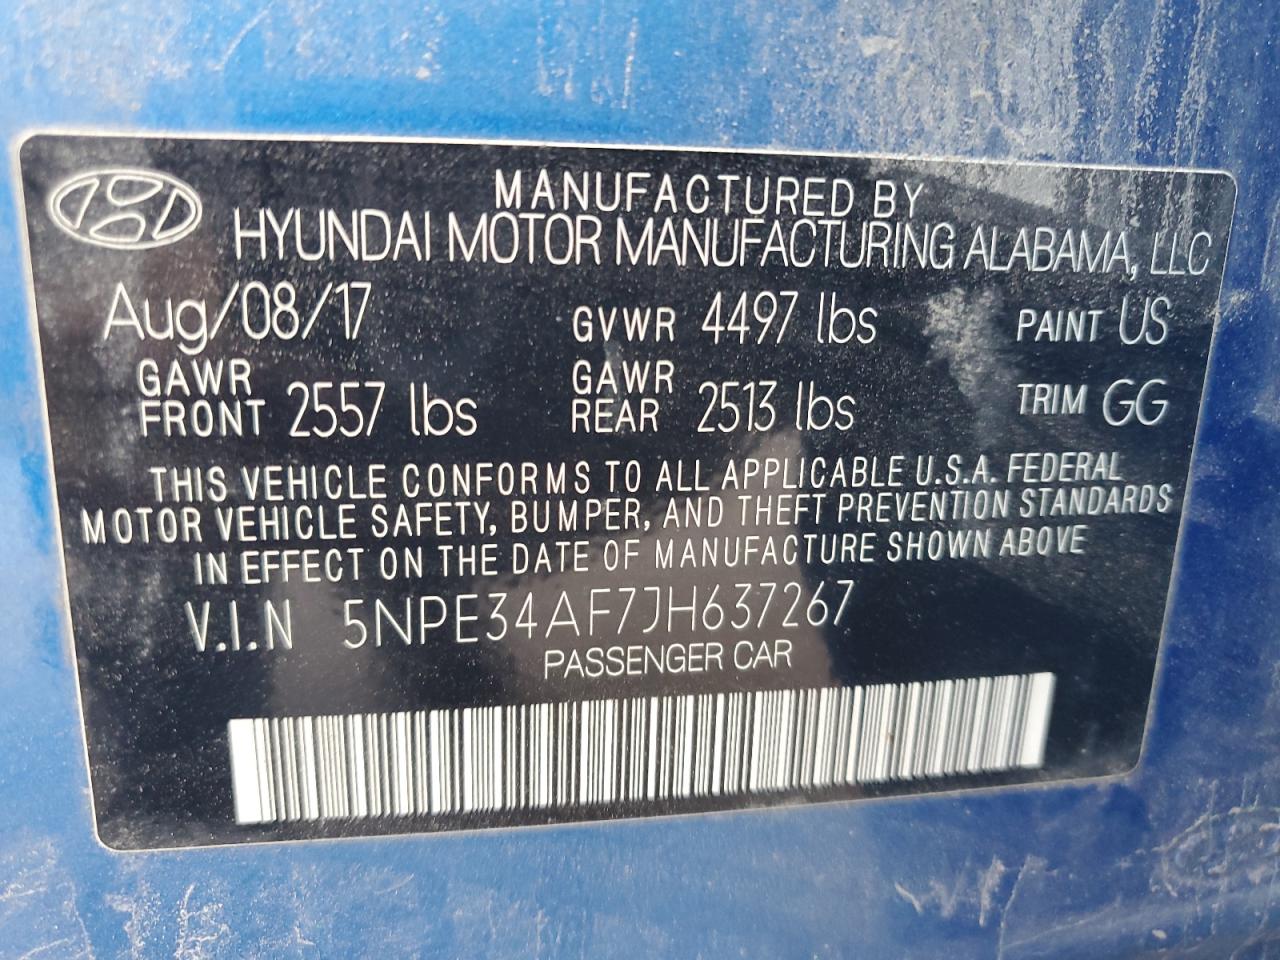 MANUFACTURED BY
HYUNDAI MOTOR MANUFACTURING ALABAMA, LLC
Aug/08/17 GVWR 4497 lbs PAINT US
GAWR FRONT 2557 lbs GAWR REAR 2513 lbs TRIM GG
THIS VEHICLE CONFORMS TO ALL APPLICABLE U.S.A. FEDERAL
MOTOR VEHICLE SAFETY, BUMPER, AND THEFT PREVENTION STANDARDS
IN EFFECT ON THE DATE OF MANUFACTURE SHOWN ABOVE
V.I.N 5NPE34AF7JH637267
PASSENGER CAR